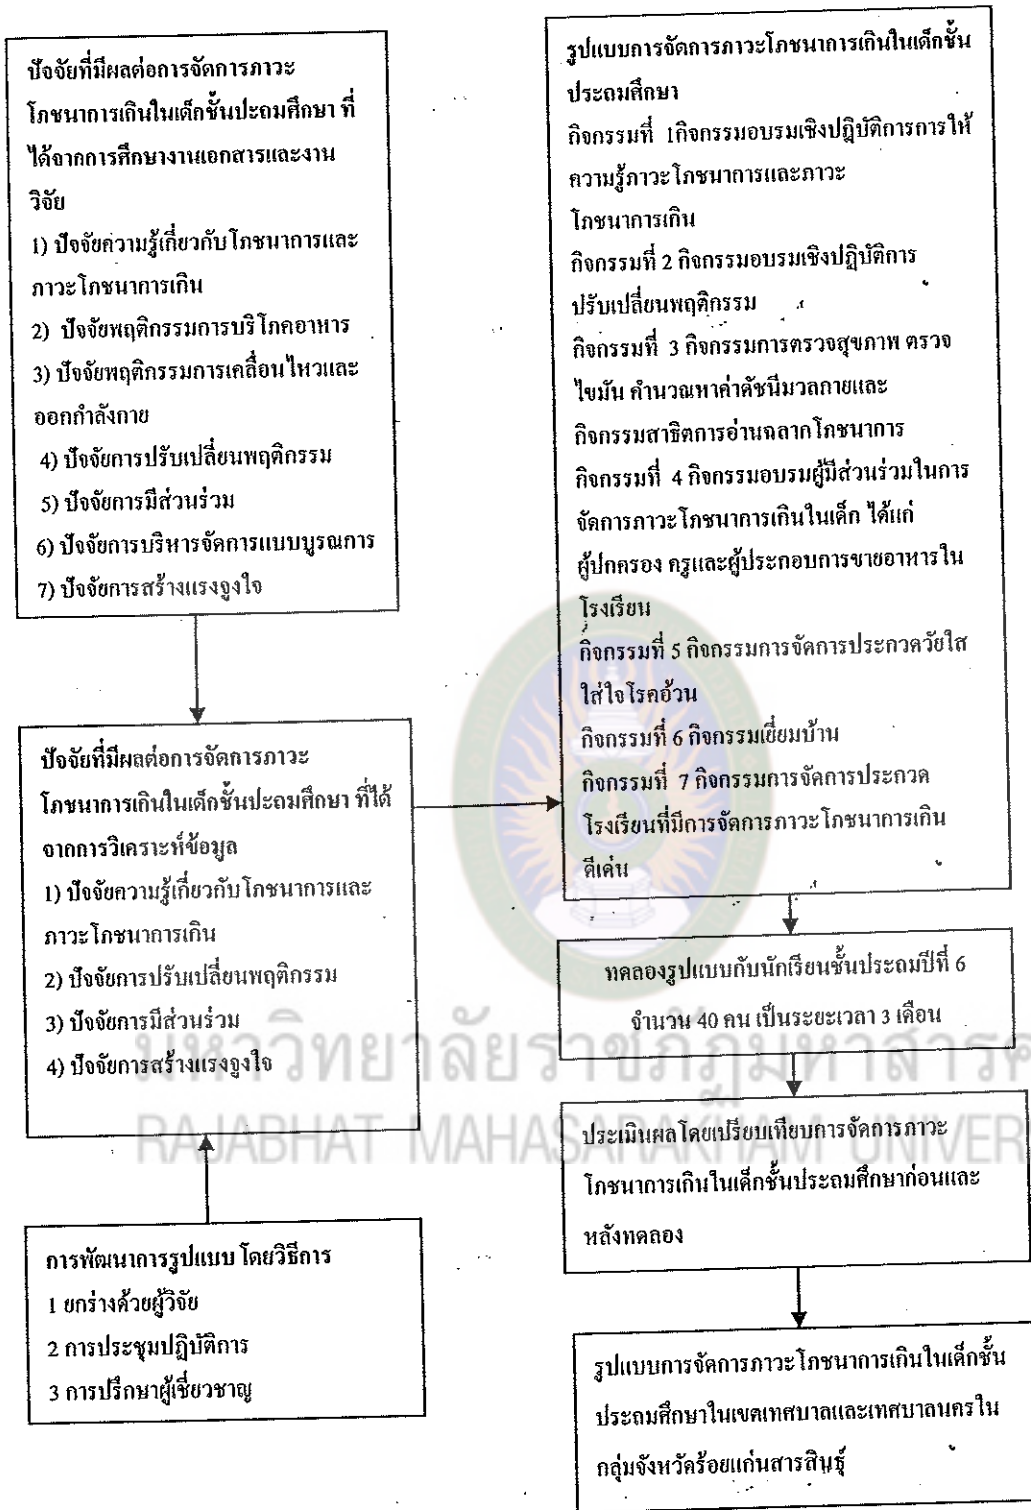 ปัจจัยที่มีผลต่อการจัดการภาวะ
โภชนาการเกินในเด็กชั้นปะถมศึกษา ที่
ได้จากการศึกษางานเอกสารและงาน
วิจัย
1) ปัจจัยความรู้เกี่ยวกับโภชนาการและ
ภาวะโภชนาการเกิน
2) ปัจจัยพฤติกรรมการบริโภคอาหาร
3) ปัจจัยพฤติกรรมการเคลื่อนไหวและ
ออกกำลังกาย
4) ปัจจัยการปรับเปลี่ยนพฤติกรรม
5) ปัจจัยการมีส่วนร่วม
6) ปัจจัยการบริหารจัดการแบบบูรณการ
7) ปัจจัยการสร้างแรงจูงใจ
ปัจจัยที่มีผลต่อการจัดการภาวะ
โภชนาการเกินในเด็กชั้นปะถมศึกษา ที่ได้
จากการวิเคราะห์ข้อมูล
1) ปัจจัยความรู้เกี่ยวกับโภชนาการและ
ภาวะโภชนาการเกิน
2) ปัจจัยการปรับเปลี่ยนพฤติกรรม
3) ปัจจัยการมีส่วนร่วม
4) ปัจจัยการสร้างแรงจูงใจ
การพัฒนาการรูปแบบ โดยวิธีการ
1 ยกร่างด้วยผู้วิจัย
2 การประชุมปฏิบัติการ
3 การปรึกษาผู้เชี่ยวชาญ
รูปแบบการจัดการภาวะโภชนาการเกินในเด็กชั้น
ประถมศึกษา
กิจกรรมที่ 1กิจกรรมอบรมเชิงปฏิบัติการการให้
ความรู้ภาวะโภชนาการและภาวะ
โภชนาการเกิน
กิจกรรมที่ 2 กิจกรรมอบรมเชิงปฏิบัติการ
ปรับเปลี่ยนพฤติกรรม
กิจกรรมที่ 3 กิจกรรมการตรวจสุขภาพ ตรวจ
ไขมัน คำนวณหาค่าดัชนีมวลกายและ
กิจกรรมสาธิตการอ่านฉลากโภชนาการ
กิจกรรมที่ 4 กิจกรรมอบรมผู้มีส่วนร่วมในการ
จัดการภาวะโภชนาการเกินในเด็ก ได้แก่
ผู้ปกครอง ครูและผู้ประกอบการขายอาหารใน
โรงเรียน
กิจกรรมที่ 5 กิจกรรมการจัดการประกวดวัยใส
ใส่ใจโรคอ้วน
กิจกรรมที่ 6 กิจกรรมเยี่ยมบ้าน
กิจกรรมที่ 7 กิจกรรมการจัดการประกวด
โรงเรียนที่มีการจัดการภาวะโภชนาการเกิน
ดีเด่น
ทดลองรูปแบบกับนักเรียนชั้นประถมปีที่ 6
จำนวน 40 คน เป็นระยะเวลา 3 เดือน
ประเมินผลโดยเปรียบเทียบการจัดการภาวะ
โภชนาการเกินในเด็กชั้นประถมศึกษาก่อนและ
หลังทดลอง
รูปแบบการจัดการภาวะโภชนาการเกินในเด็กชั้น
ประถมศึกษาในเขตเทศบาลและเทศบาลนครใน
กลุ่มจังหวัดร้อยแก่นสารสินธุ์
มหาวิทยาลัยราชภัฏมหาสารค
RAJABHAT MAHASARAKHAM UNIVER